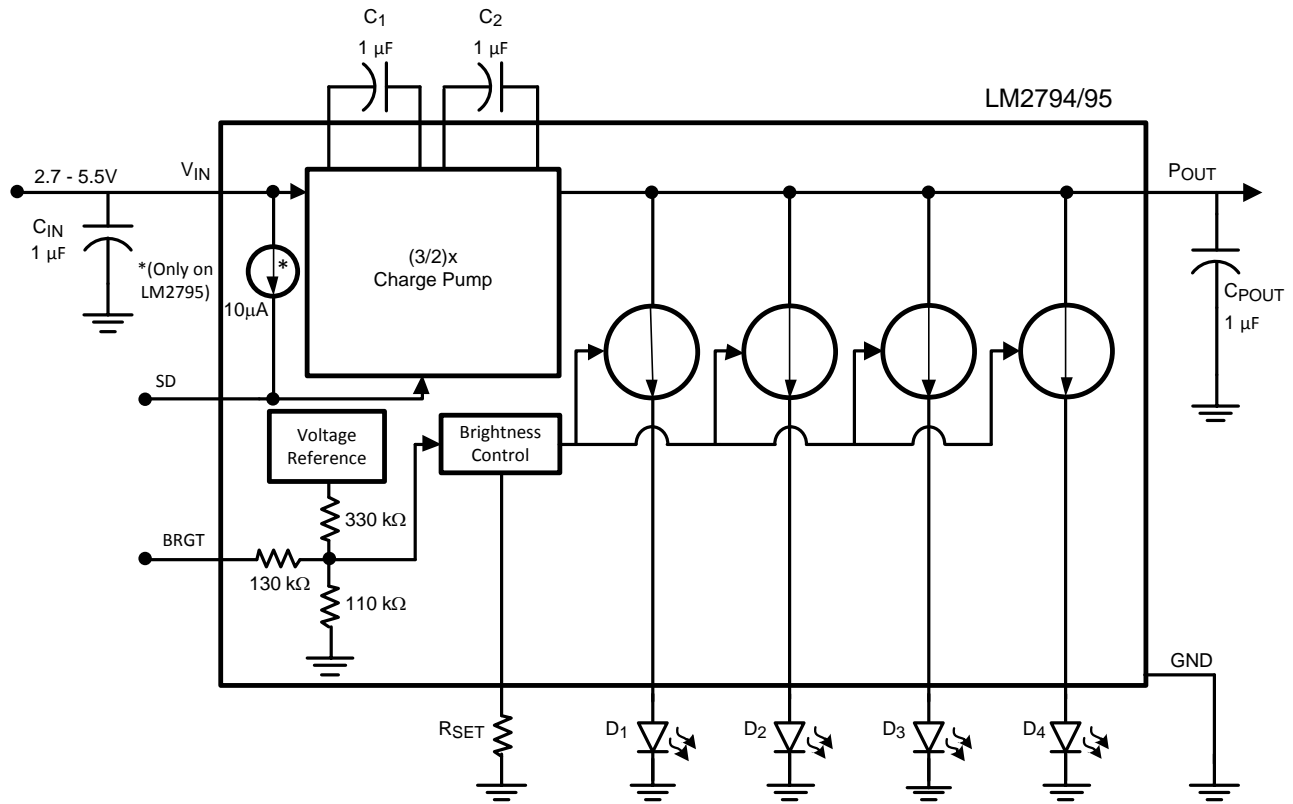 C1
1 µF
C2
1 µF
LM2794/95
2.7 - 5.5V
VIN
POUT
CIN
1 µF
*(Only on
LM2795)
*
10µA
(3/2)x
Charge Pump
CPOUT
1 µF
SD
Voltage
Reference
Brightness
Control
330 kΩ
BRGT
130 kΩ
110 kΩ
GND
RSET
D1
D2
D3
D4